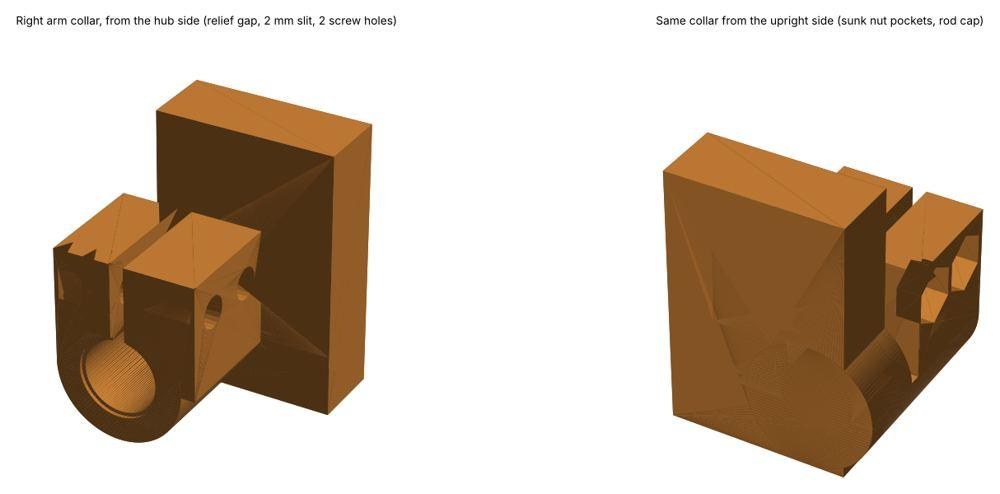 Right arm collar, from the hub side (relief gap, 2 mm slit, 2 screw holes)
Same collar from the upright side (sunk nut pockets, rod cap)